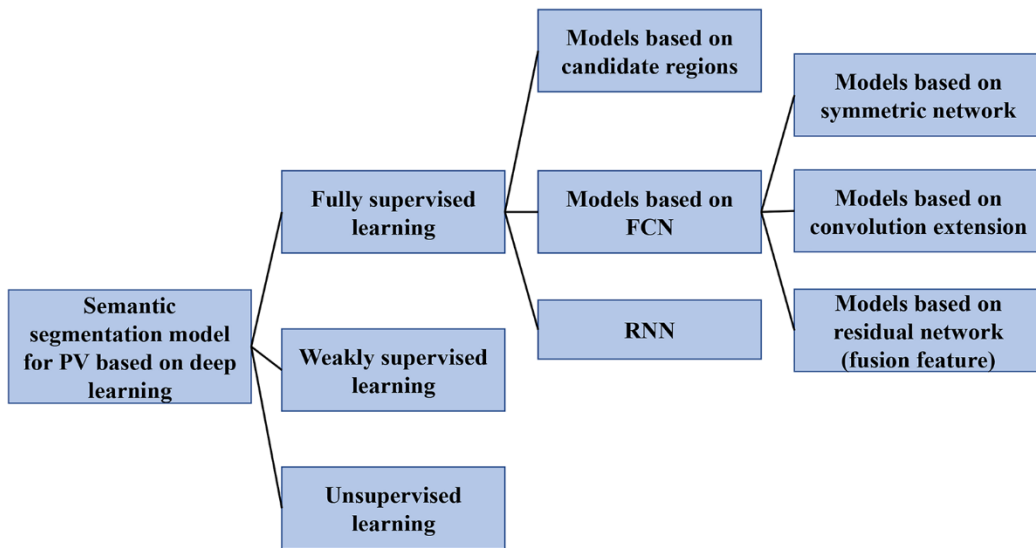 Semantic
segmentation model
for PV based on deep
learning
Fully supervised
learning
Weakly supervised
learning
Unsupervised
learning
Models based on
candidate regions
Models based on
FCN
RNN
Models based on
symmetric network
Models based on
convolution extension
Models based on
residual network
(fusion feature)